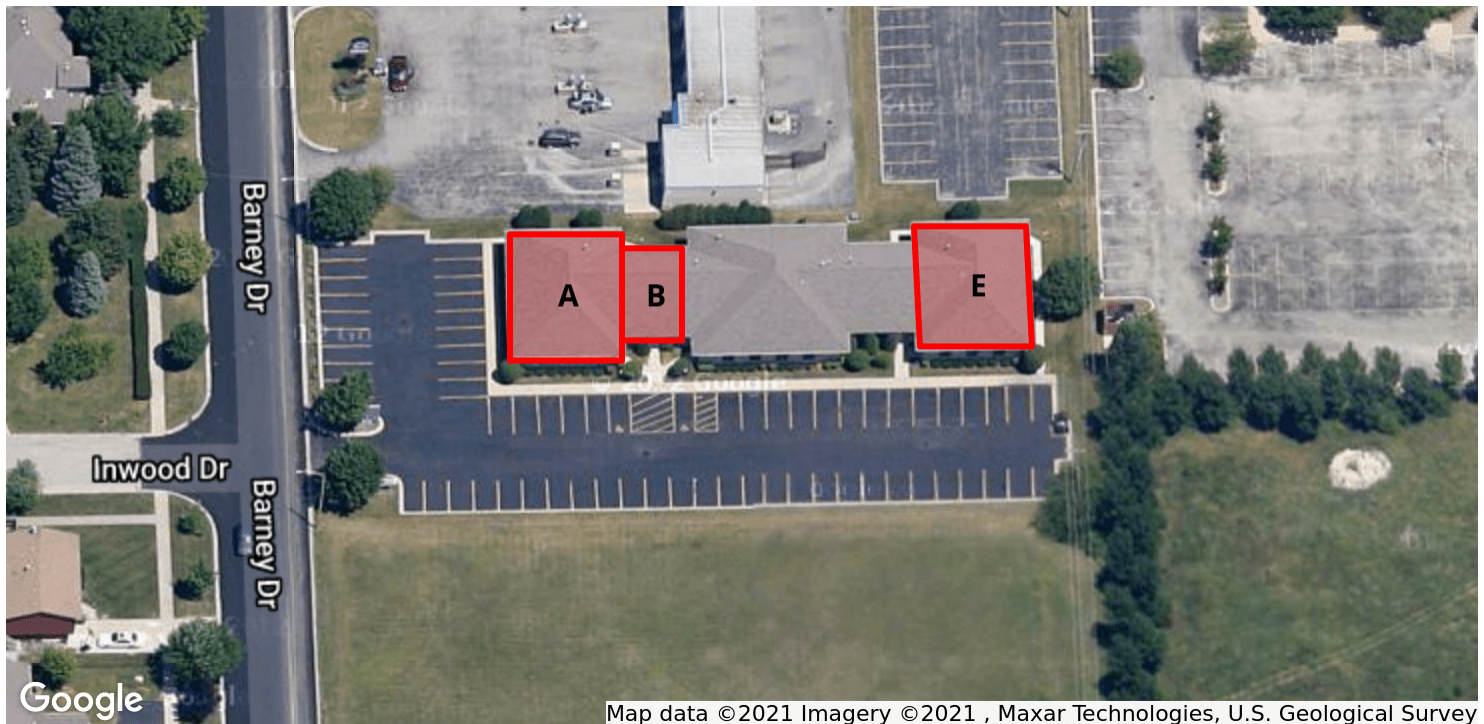 Barney Dr
A
B
E
Inwood Dr
Barney Dr
Google
Map data ©2021 Imagery ©2021 , Maxar Technologies, U.S. Geological Survey